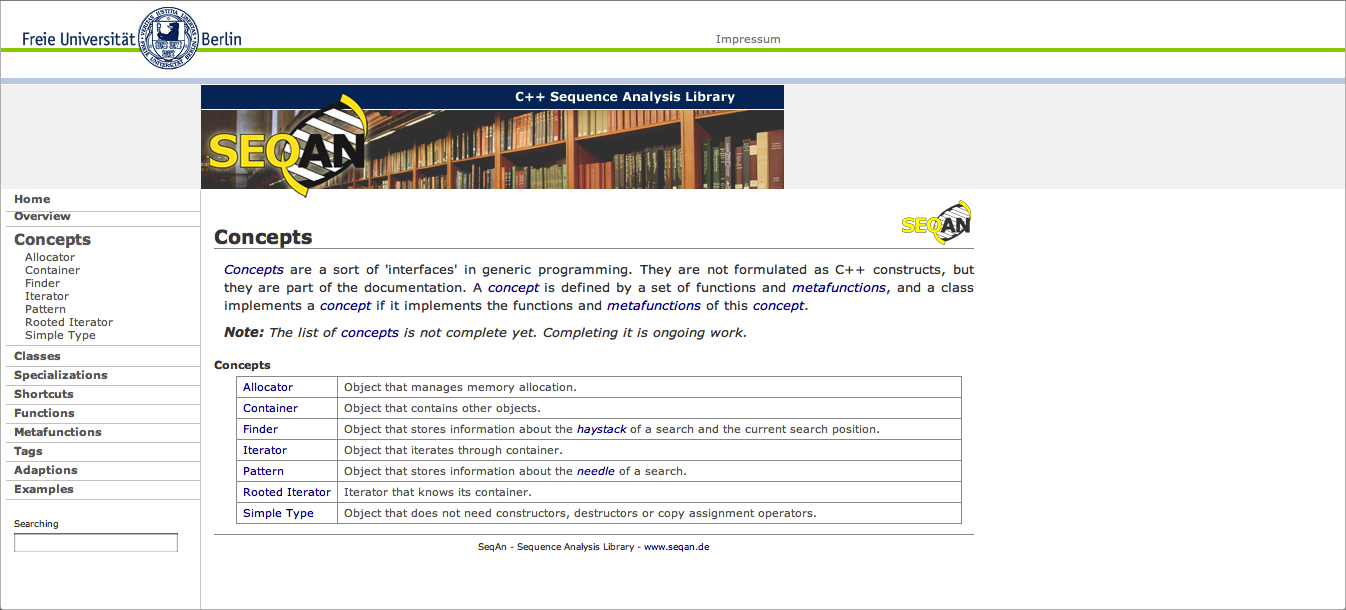 Freie Universität Berlin
Impressum
C++ Sequence Analysis Library
SEQAN
Home
Overview
Concepts
Allocator
Container
Finder
Iterator
Pattern
Rooted Iterator
Simple Type
Classes
Specializations
Shortcuts
Functions
Metafunctions
Tags
Adaptions
Examples
Searching
SEQAN
Concepts
Concepts are a sort of 'interfaces' in generic programming. They are not formulated as C++ constructs, but
they are part of the documentation. A concept is defined by a set of functions and metafunctions, and a class
implements a concept if it implements the functions and metafunctions of this concept.
Note: The list of concepts is not complete yet. Completing it is ongoing work.
Concepts
Allocator Object that manages memory allocation.
Container Object that contains other objects.
Finder Object that stores information about the haystack of a search and the current search position.
Iterator Object that iterates through container.
Pattern Object that stores information about the needle of a search.
Rooted Iterator Iterator that knows its container.
Simple Type Object that does not need constructors, destructors or copy assignment operators.
SeqAn - Sequence Analysis Library - www.seqan.de